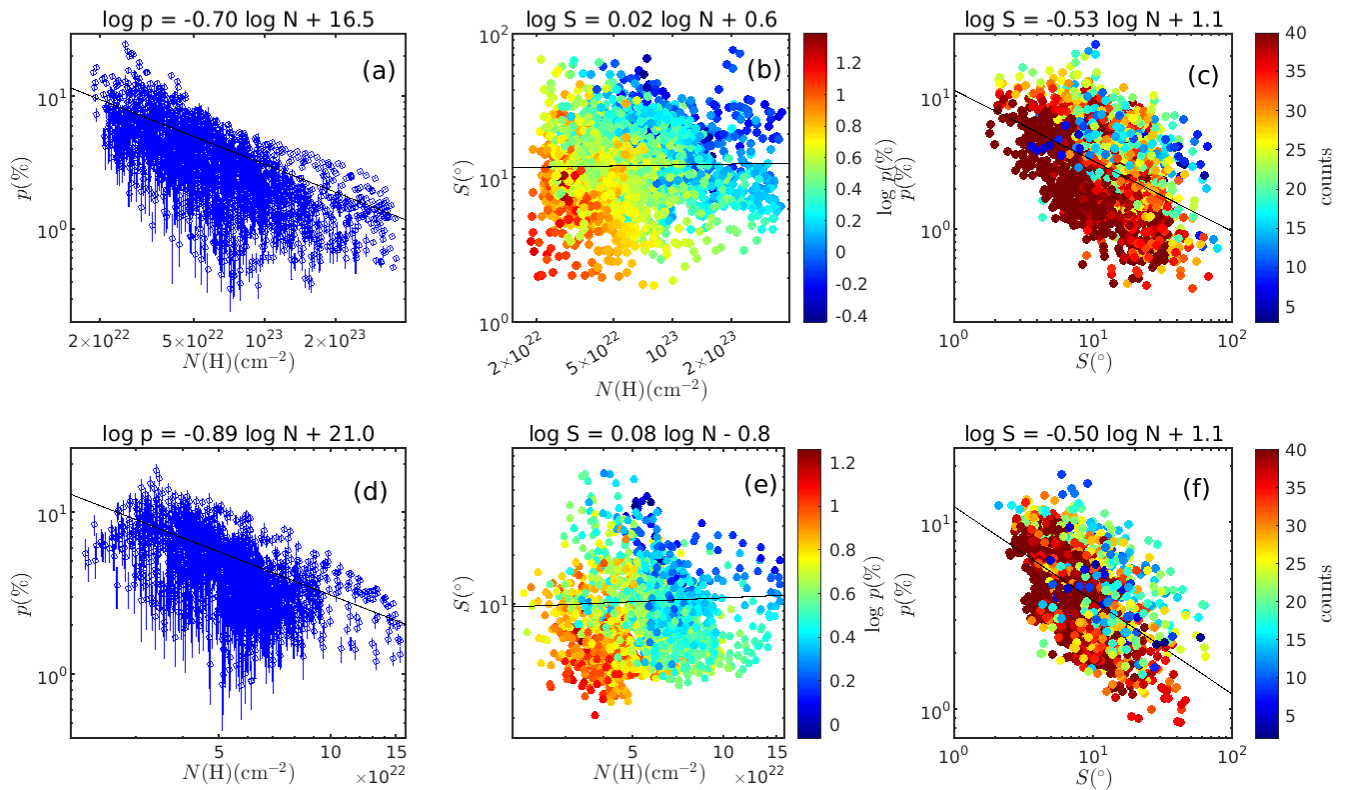 log p = -0.70 log N + 16.5
(a)
10¹
10⁰
p(%)
2×10²² 5×10²² 10²³ 2×10²³
N(H)(cm⁻²)
log S = 0.02 log N + 0.6
(b)
10²
10¹
10⁰
S(°)
2×10²² 5×10²² 10²³ 2×10²³
N(H)(cm⁻²)
1.2
1
0.8
0.6
0.4
0.2
0
-0.2
-0.4
log p(%)
log S = -0.53 log N + 1.1
(c)
10¹
10⁰
p(%)
10⁰ 10¹ 10²
S(°)
40
35
30
25
20
15
10
5
counts
log p = -0.89 log N + 21.0
(d)
10¹
10⁰
p(%)
5 10 15
×10²²
N(H)(cm⁻²)
log S = 0.08 log N - 0.8
(e)
10¹
S(°)
5 10 15
×10²²
N(H)(cm⁻²)
1.2
1
0.8
0.6
0.4
0.2
0
log p(%)
log S = -0.50 log N + 1.1
(f)
10¹
10⁰
p(%)
10⁰ 10¹ 10²
S(°)
40
35
30
25
20
15
10
5
counts